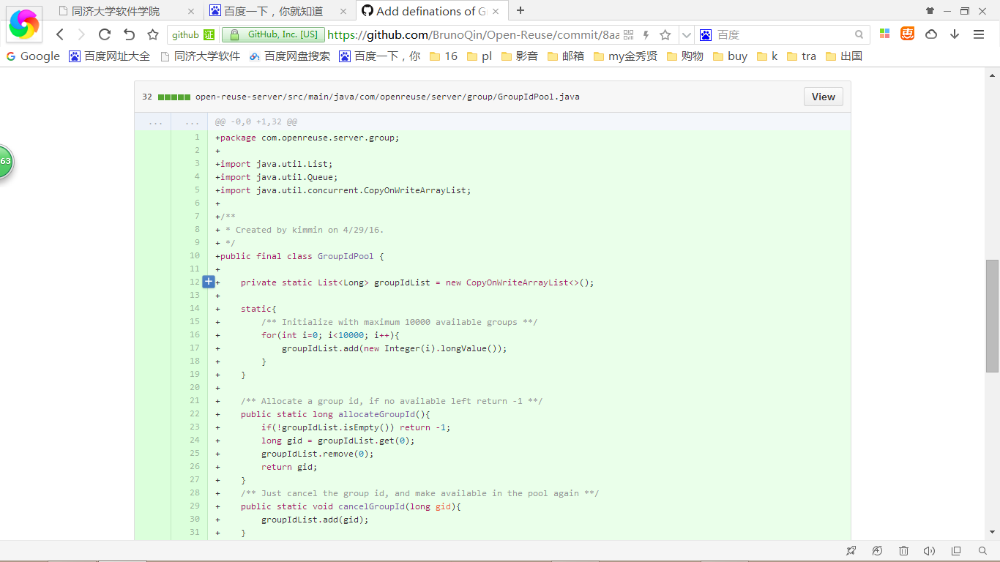 同济大学软件学院
百度一下，你就知道
Add definations of G
github 证 GitHub, Inc. [US] https://github.com/BrunoQin/Open-Reuse/commit/8aa
百度
惠
Google 百度网址大全 同济大学软件 百度网盘搜索 百度一下，你 16 pl 影音 邮箱 my金秀贤 购物 buy k tra 出国
32 open-reuse-server/src/main/java/com/openreuse/server/group/GroupIdPool.java View
... ... @@ -0,0 +1,32 @@
63
1 +package com.openreuse.server.group;
2 +
3 +import java.util.List;
4 +import java.util.Queue;
5 +import java.util.concurrent.CopyOnWriteArrayList;
6 +
7 +/**
8 + * Created by kimmin on 4/29/16.
9 + */
10 +public final class GroupIdPool {
11 +
12 + private static List<Long> groupIdList = new CopyOnWriteArrayList<>();
13 +
14 + static{
15 + /** Initialize with maximum 10000 available groups **/
16 + for(int i=0; i<10000; i++){
17 + groupIdList.add(new Integer(i).longValue());
18 + }
19 + }
20 +
21 + /** Allocate a group id, if no available left return -1 **/
22 + public static long allocateGroupId(){
23 + if(!groupIdList.isEmpty()) return -1;
24 + long gid = groupIdList.get(0);
25 + groupIdList.remove(0);
26 + return gid;
27 + }
28 + /** Just cancel the group id, and make available in the pool again **/
29 + public static void cancelGroupId(long gid){
30 + groupIdList.add(gid);
31 + }